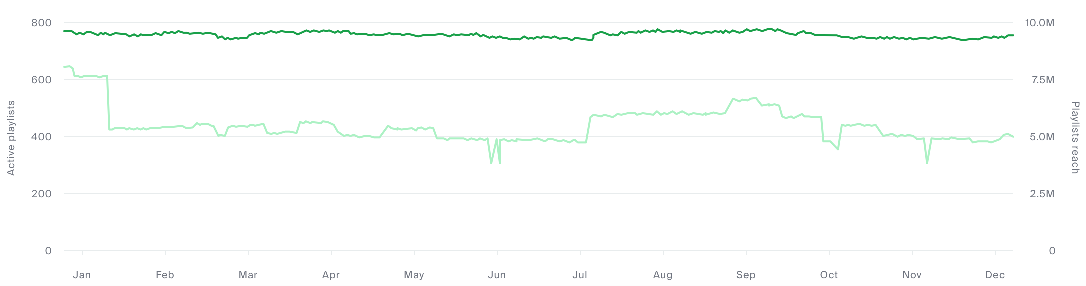 800
600
400
200
0
Active playlists
10.0M
7.5M
5.0M
2.5M
0
Playlists reach
Jan Feb Mar Apr May Jun Jul Aug Sep Oct Nov Dec